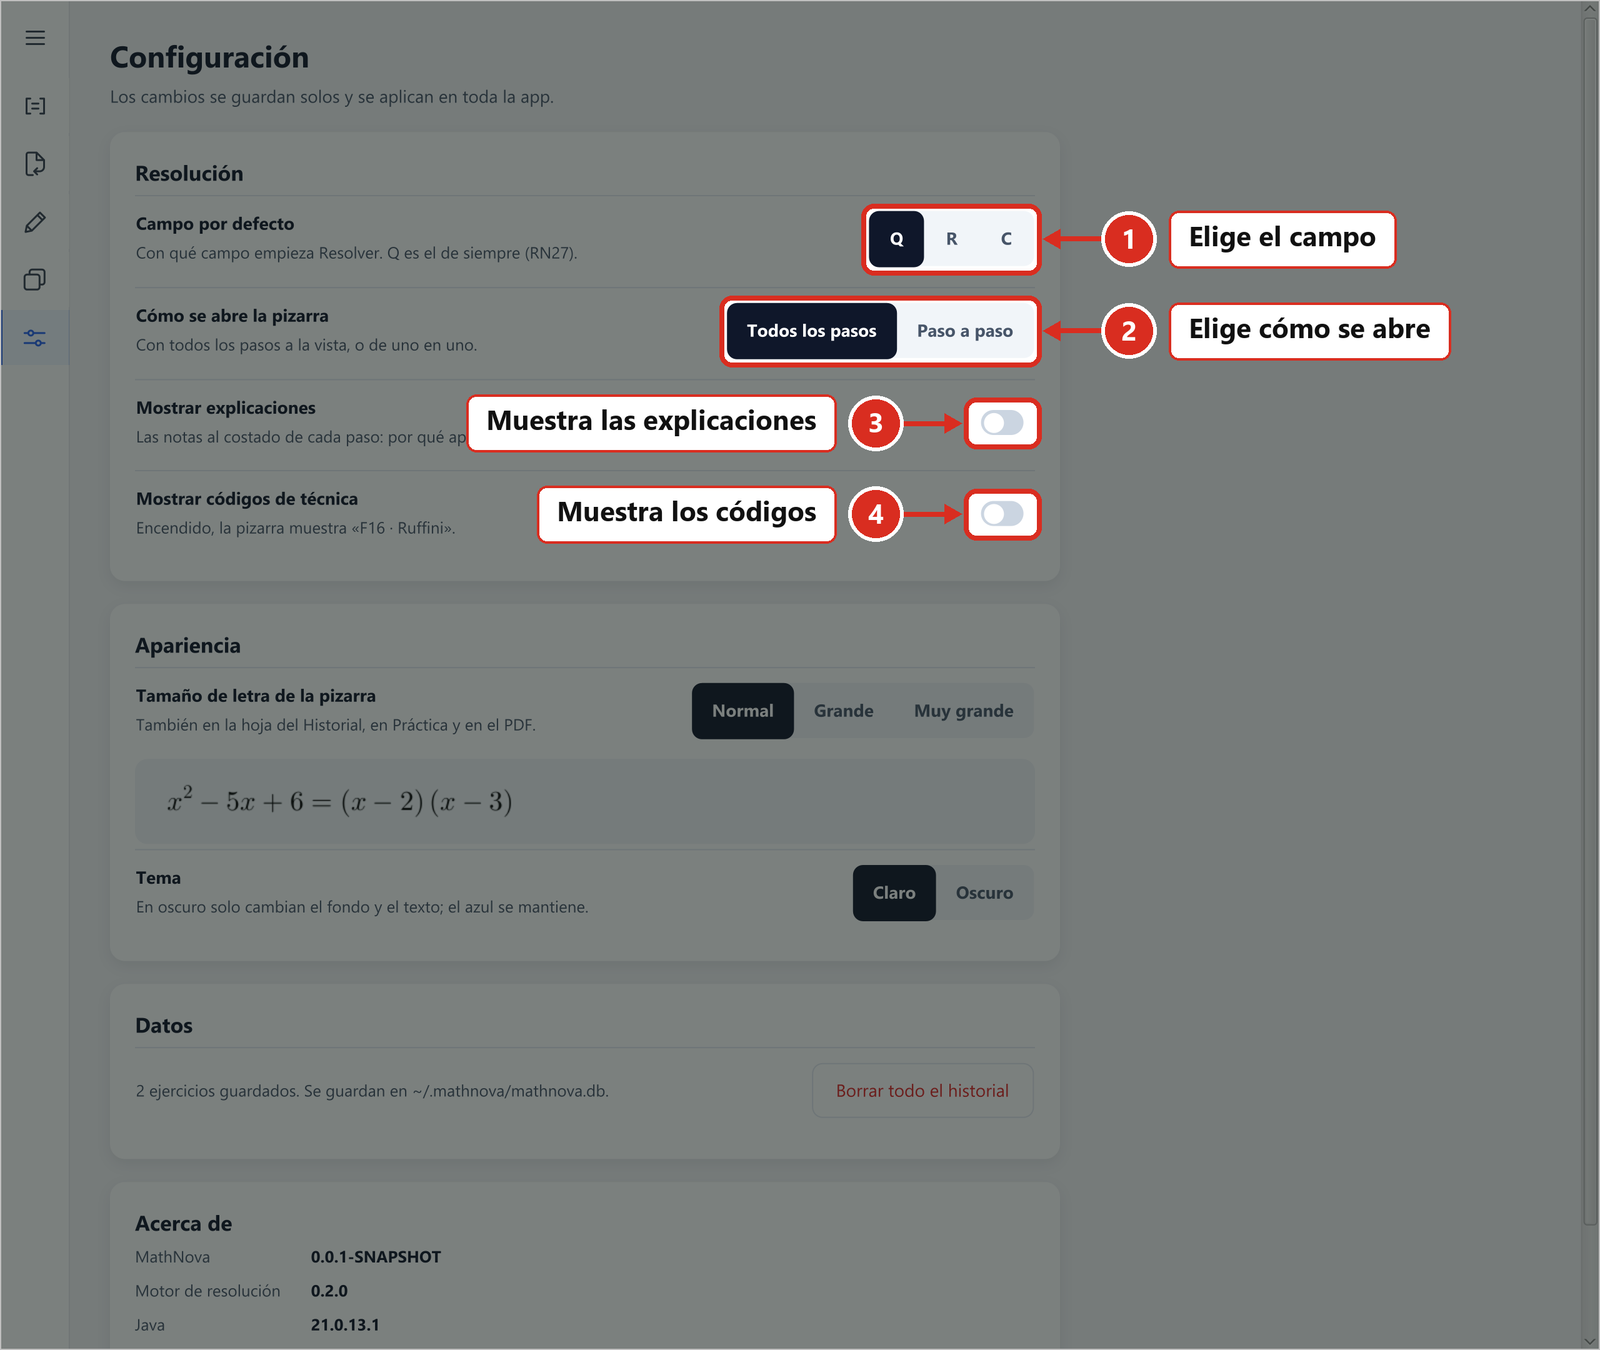 Configuración
Los cambios se guardan solos y se aplican en toda la app.
Resolución
Campo por defecto
Con qué campo empieza Resolver. Q es el de siempre (RN27).
Q R C
1 Elige el campo
Cómo se abre la pizarra
Con todos los pasos a la vista, o de uno en uno.
Todos los pasos Paso a paso
2 Elige cómo se abre
Mostrar explicaciones
Las notas al costado de cada paso: por qué
Muestra las explicaciones 3
Mostrar códigos de técnica
Encendido, la pizarra muestra «F16 · Ruffini».
Muestra los códigos 4
Apariencia
Tamaño de letra de la pizarra
También en la hoja del Historial, en Práctica y en el PDF.
Normal Grande Muy grande
x² − 5x + 6 = (x − 2) (x − 3)
Tema
En oscuro solo cambian el fondo y el texto; el azul se mantiene.
Claro Oscuro
Datos
2 ejercicios guardados. Se guardan en ~/.mathnova/mathnova.db.
Borrar todo el historial
Acerca de
MathNova 0.0.1-SNAPSHOT
Motor de resolución 0.2.0
Java 21.0.13.1